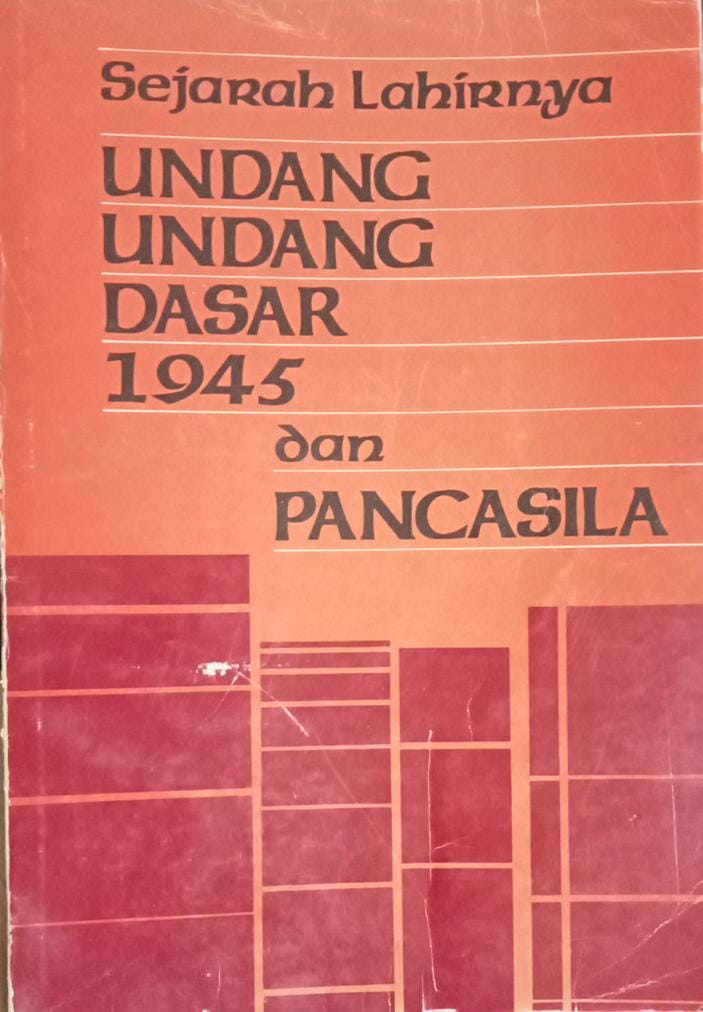 Sejarah Lahirnya
UNDANG
UNDANG
DASAR
1945
dan
PANCASILA